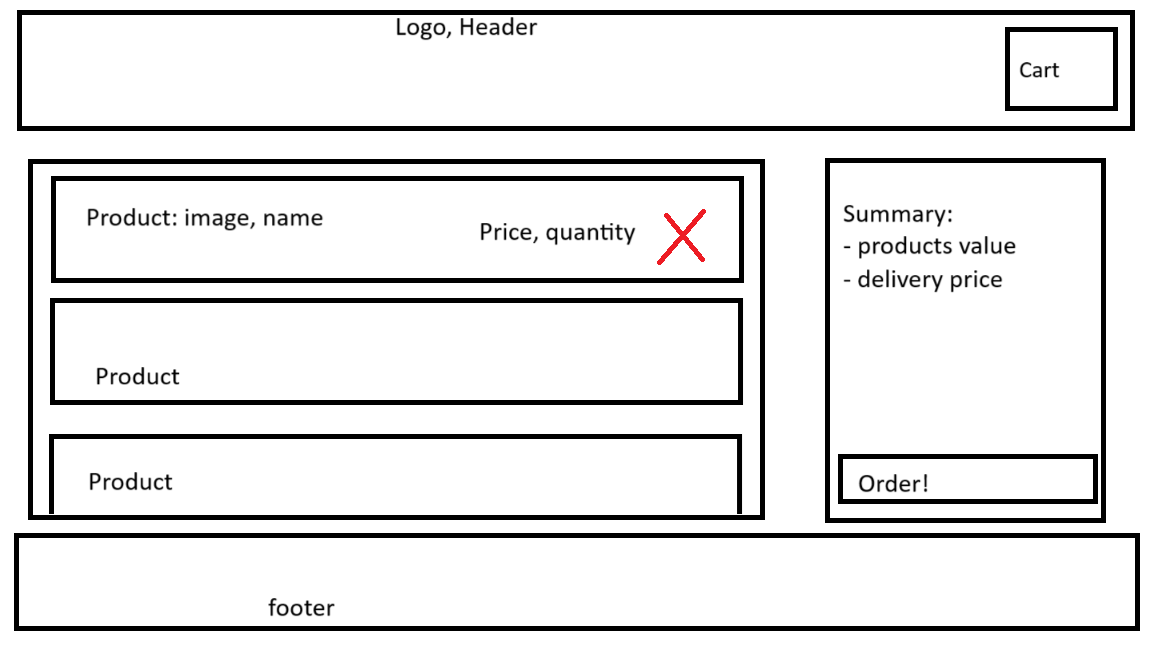 Logo, Header
Cart
Product: image, name
Price, quantity
Product
Product
Summary:
- products value
- delivery price
Order!
footer